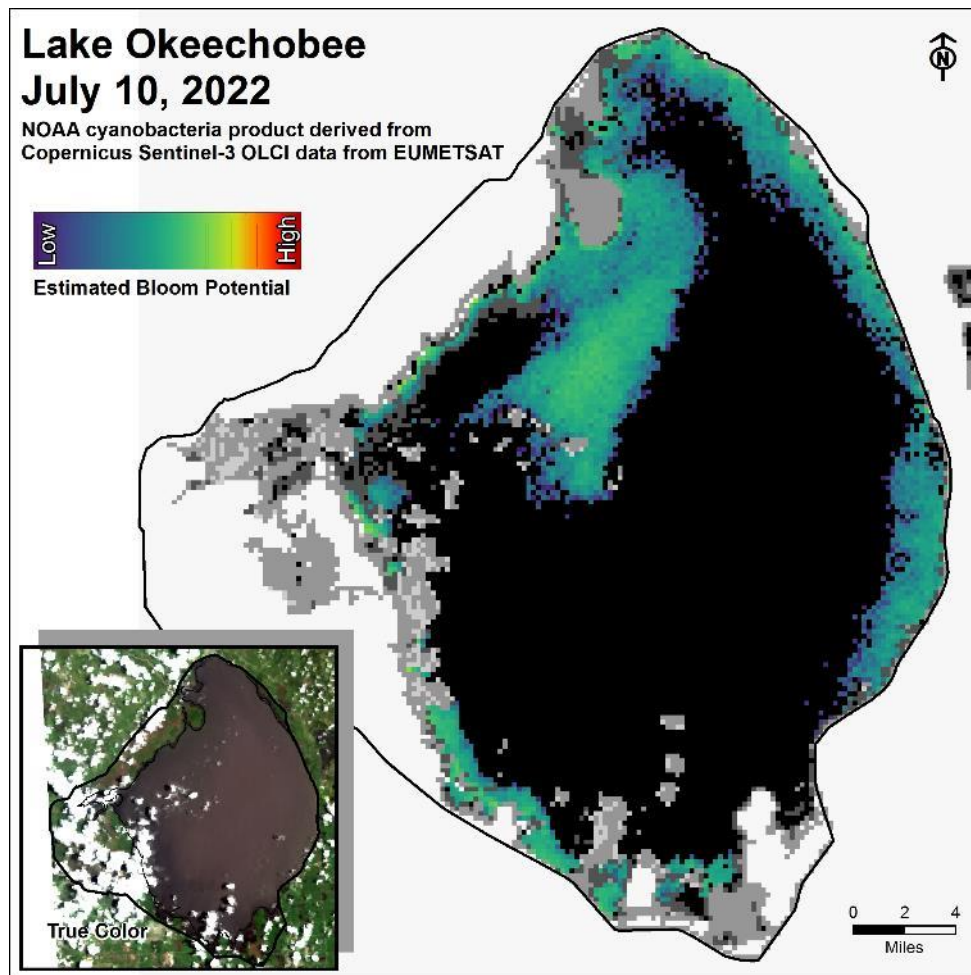 Lake Okeechobee
July 10, 2022
NOAA cyanobacteria product derived from
Copernicus Sentinel-3 OLCI data from EUMETSAT
N
Low
High
Estimated Bloom Potential
True Color
0 2 4
Miles